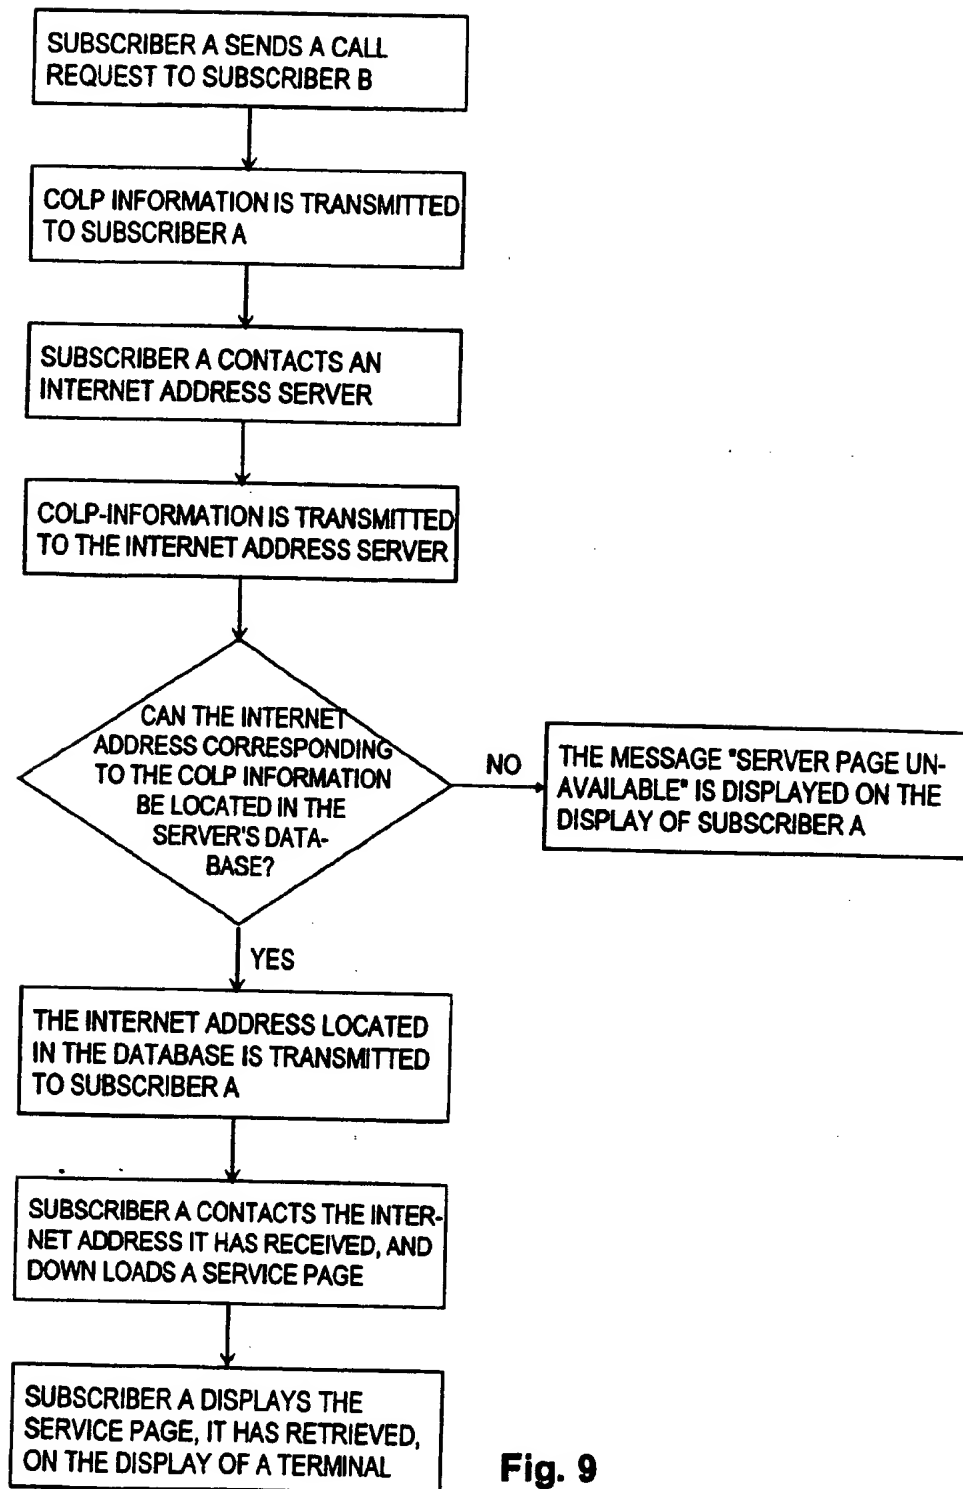 SUBSCRIBER A SENDS A CALL
REQUEST TO SUBSCRIBER B
COLP INFORMATION IS TRANSMITTED
TO SUBSCRIBER A
SUBSCRIBER A CONTACTS AN
INTERNET ADDRESS SERVER
COLP-INFORMATION IS TRANSMITTED
TO THE INTERNET ADDRESS SERVER
CAN THE INTERNET
ADDRESS CORRESPONDING
TO THE COLP INFORMATION
BE LOCATED IN THE
SERVER'S DATA-
BASE?
NO
THE MESSAGE "SERVER PAGE UN-
AVAILABLE" IS DISPLAYED ON THE
DISPLAY OF SUBSCRIBER A
YES
THE INTERNET ADDRESS LOCATED
IN THE DATABASE IS TRANSMITTED
TO SUBSCRIBER A
SUBSCRIBER A CONTACTS THE INTER-
NET ADDRESS IT HAS RECEIVED, AND
DOWN LOADS A SERVICE PAGE
SUBSCRIBER A DISPLAYS THE
SERVICE PAGE, IT HAS RETRIEVED,
ON THE DISPLAY OF A TERMINAL
Fig. 9